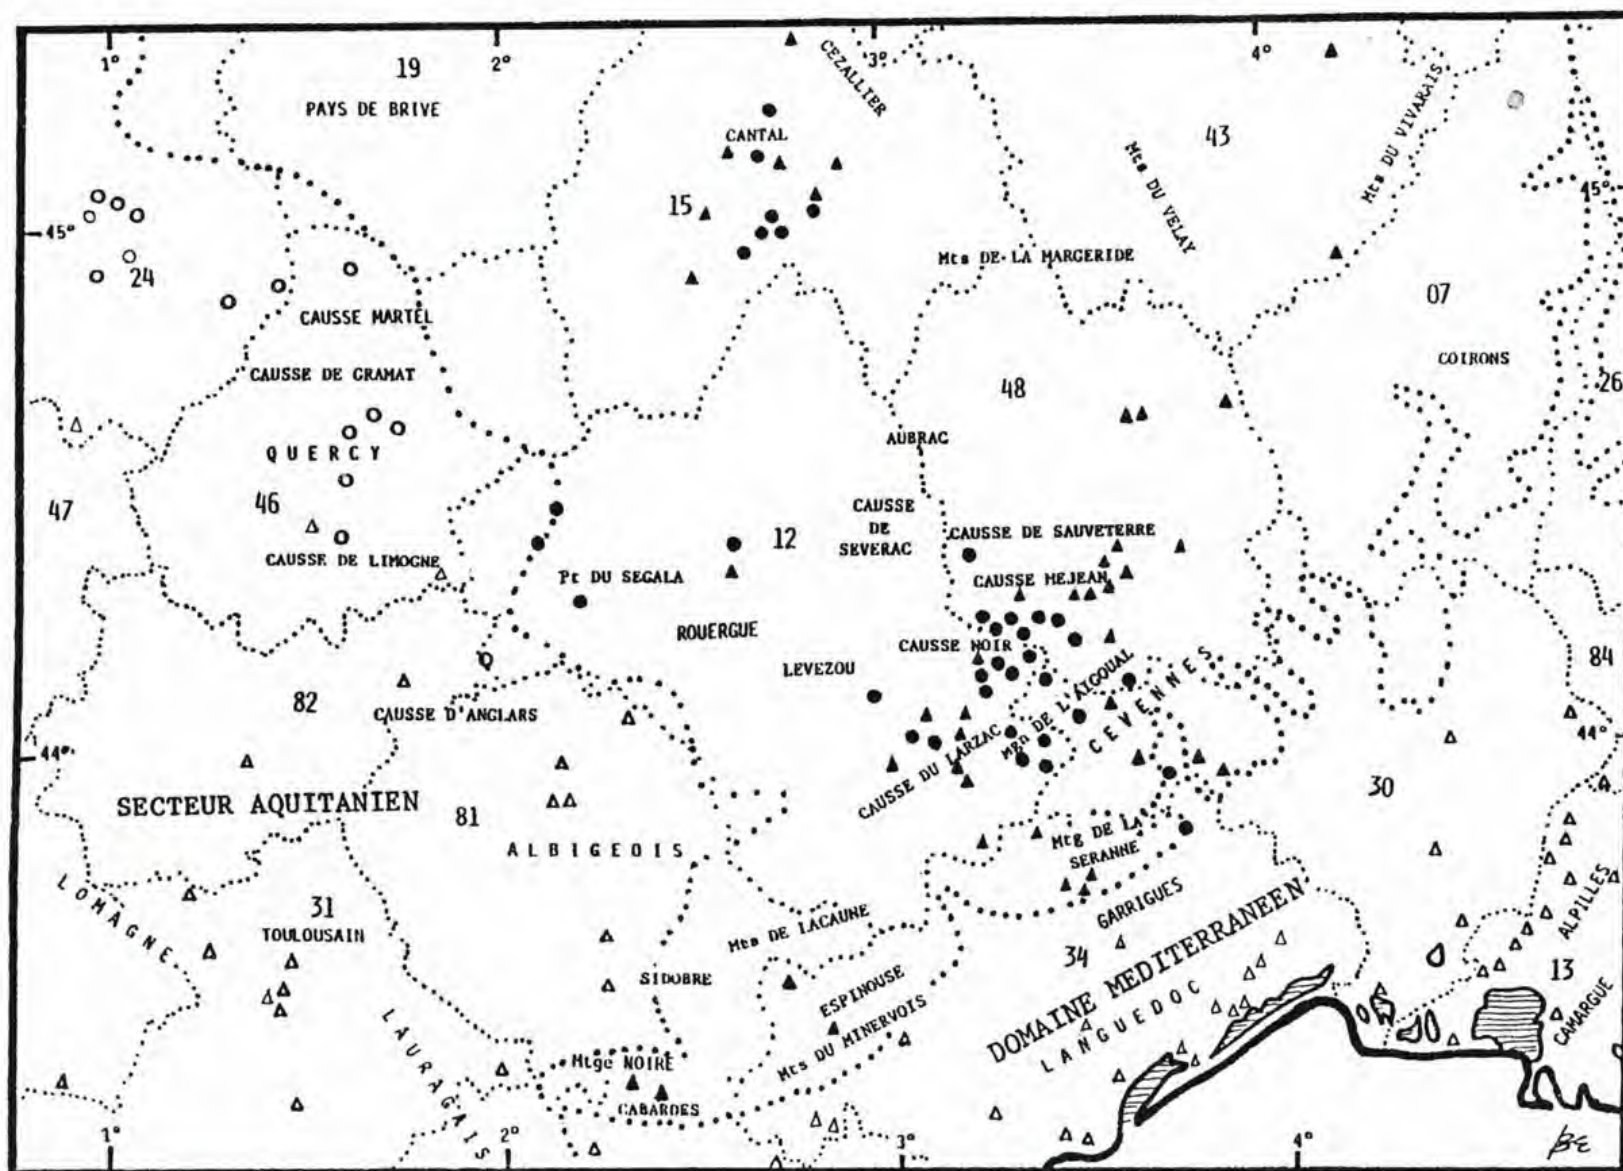 1°
19
2°
3°
CEZALLIER
4°
PAYS DE BRIVE
CANTAL
43
Mts DU VIVARAIS
Mts DU VELAY
15
45°
45°
Mts DE LA MARGERIDE
24
07
CAUSSE MARTEL
COIRONS
CAUSSE DE GRAMAT
48
26
AUBRAC
QUERCY
47
46
12
CAUSSE
DE
SEVERAC
CAUSSE DE SAUVETERRE
CAUSSE DE LIMOGNE
Pt DU SEGALA
CAUSSE MEJEAN
ROUERGUE
CAUSSE NOIR
LEVEZOU
84
82
CAUSSE D'ANGLARS
Mgn DE L'AIGOUAL
CEVENNES
44°
44°
CAUSSE DU LARZAC
SECTEUR AQUITANIEN
81
30
ALBIGEOIS
Mtg DE LA
SERANNE
LOMAGNE
31
TOULOUSAIN
GARRIGUES
ALPILLES
Mts DE LACAUNE
34
SIDOBRE
ESPINOUSE
DOMAINE MEDITERRANEEN
13
CAMARGUE
LANGUEDOC
Mts DU MINERVOIS
LAURAGAIS
Mtge NOIRE
CABARDES
1°
2°
3°
4°